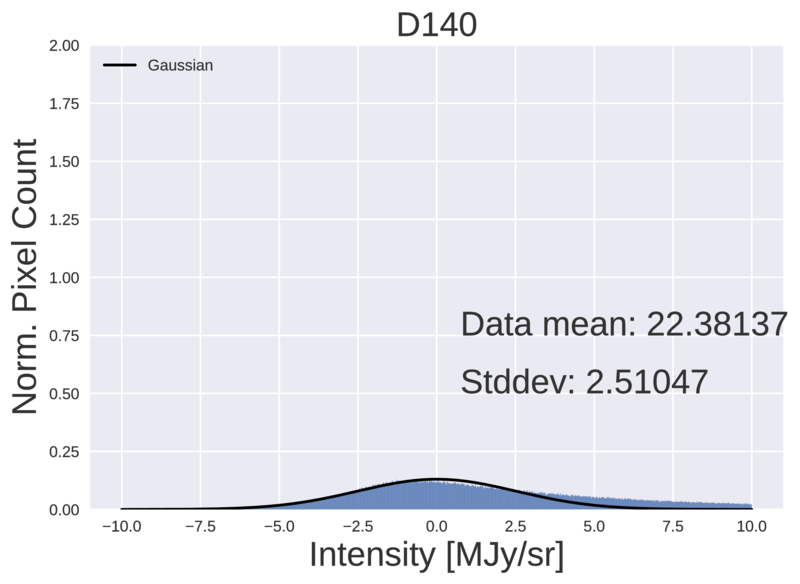 D140
Gaussian
2.00
1.75
1.50
1.25
1.00
0.75
0.50
0.25
0.00
Norm. Pixel Count
Data mean: 22.38137
Stddev: 2.51047
−10.0 −7.5 −5.0 −2.5 0.0 2.5 5.0 7.5 10.0
Intensity [MJy/sr]